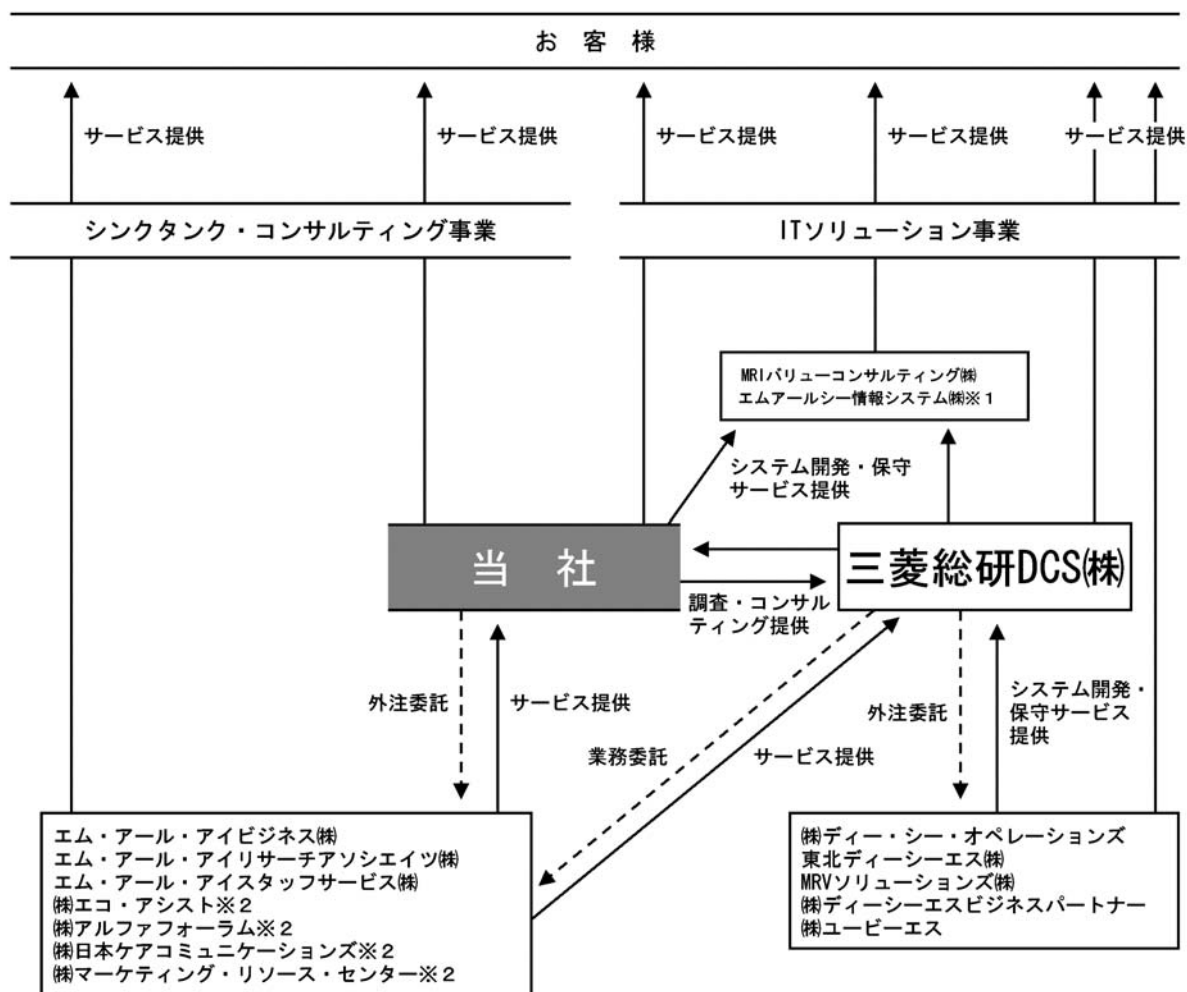 お 客 様
サービス提供
サービス提供
サービス提供
サービス提供
サービス提供
シンクタンク・コンサルティング事業
ITソリューション事業
MRIバリューコンサルティング㈱
エムアールシー情報システム㈱※1
システム開発・保守
サービス提供
当 社
三菱総研DCS㈱
調査・コンサル
ティング提供
外注委託
サービス提供
業務委託
サービス提供
外注委託
システム開発・
保守サービス
提供
エム・アール・アイビジネス㈱
エム・アール・アイリサーチアソシエイツ㈱
エム・アール・アイスタッフサービス㈱
㈱エコ・アシスト※2
㈱アルファフォーラム※2
㈱日本ケアコミュニケーションズ※2
㈱マーケティング・リソース・センター※2
㈱ディー・シー・オペレーションズ
東北ディーシーエス㈱
MRVソリューションズ㈱
㈱ディーシーエスビジネスパートナー
㈱ユービーエス